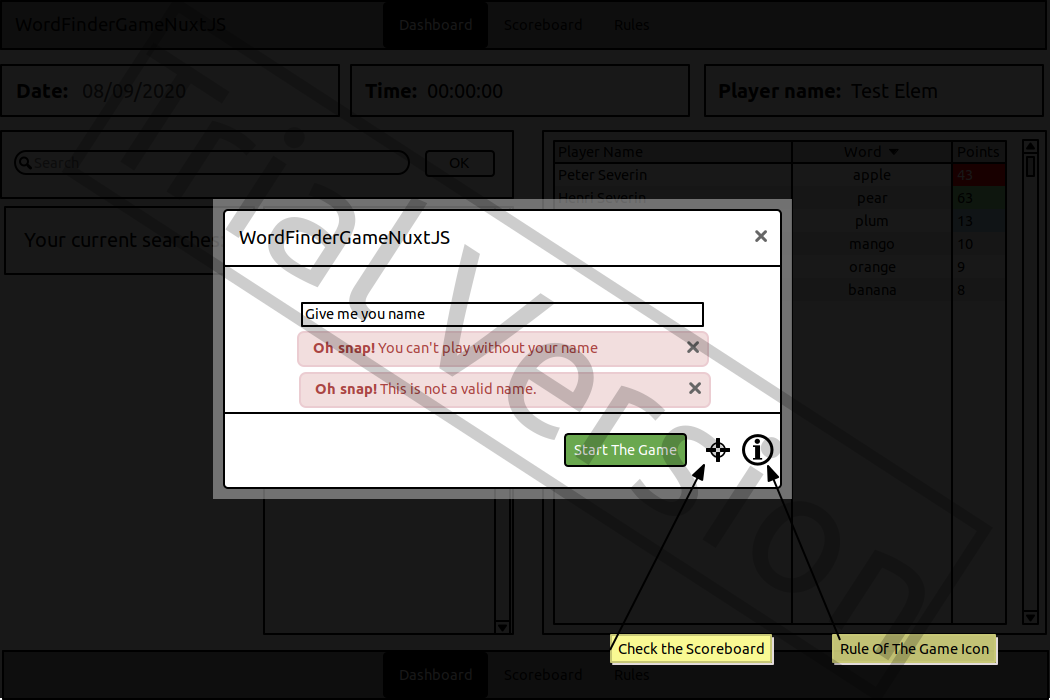 WordFinderGameNuxtJS Dashboard Scoreboard Rules
Date: 08/09/2020 Time: 00:00:00 Player name: Test Elem
Search OK
Player Name Word Points
Peter Severin apple 43
Henri Severin pear 63
plum 13
mango 10
orange 9
banana 8
Your current searches
WordFinderGameNuxtJS
Give me you name
Oh snap! You can't play without your name
Oh snap! This is not a valid name.
Start The Game
Check the Scoreboard
Rule Of The Game Icon
Dashboard Scoreboard Rules
Trial Version